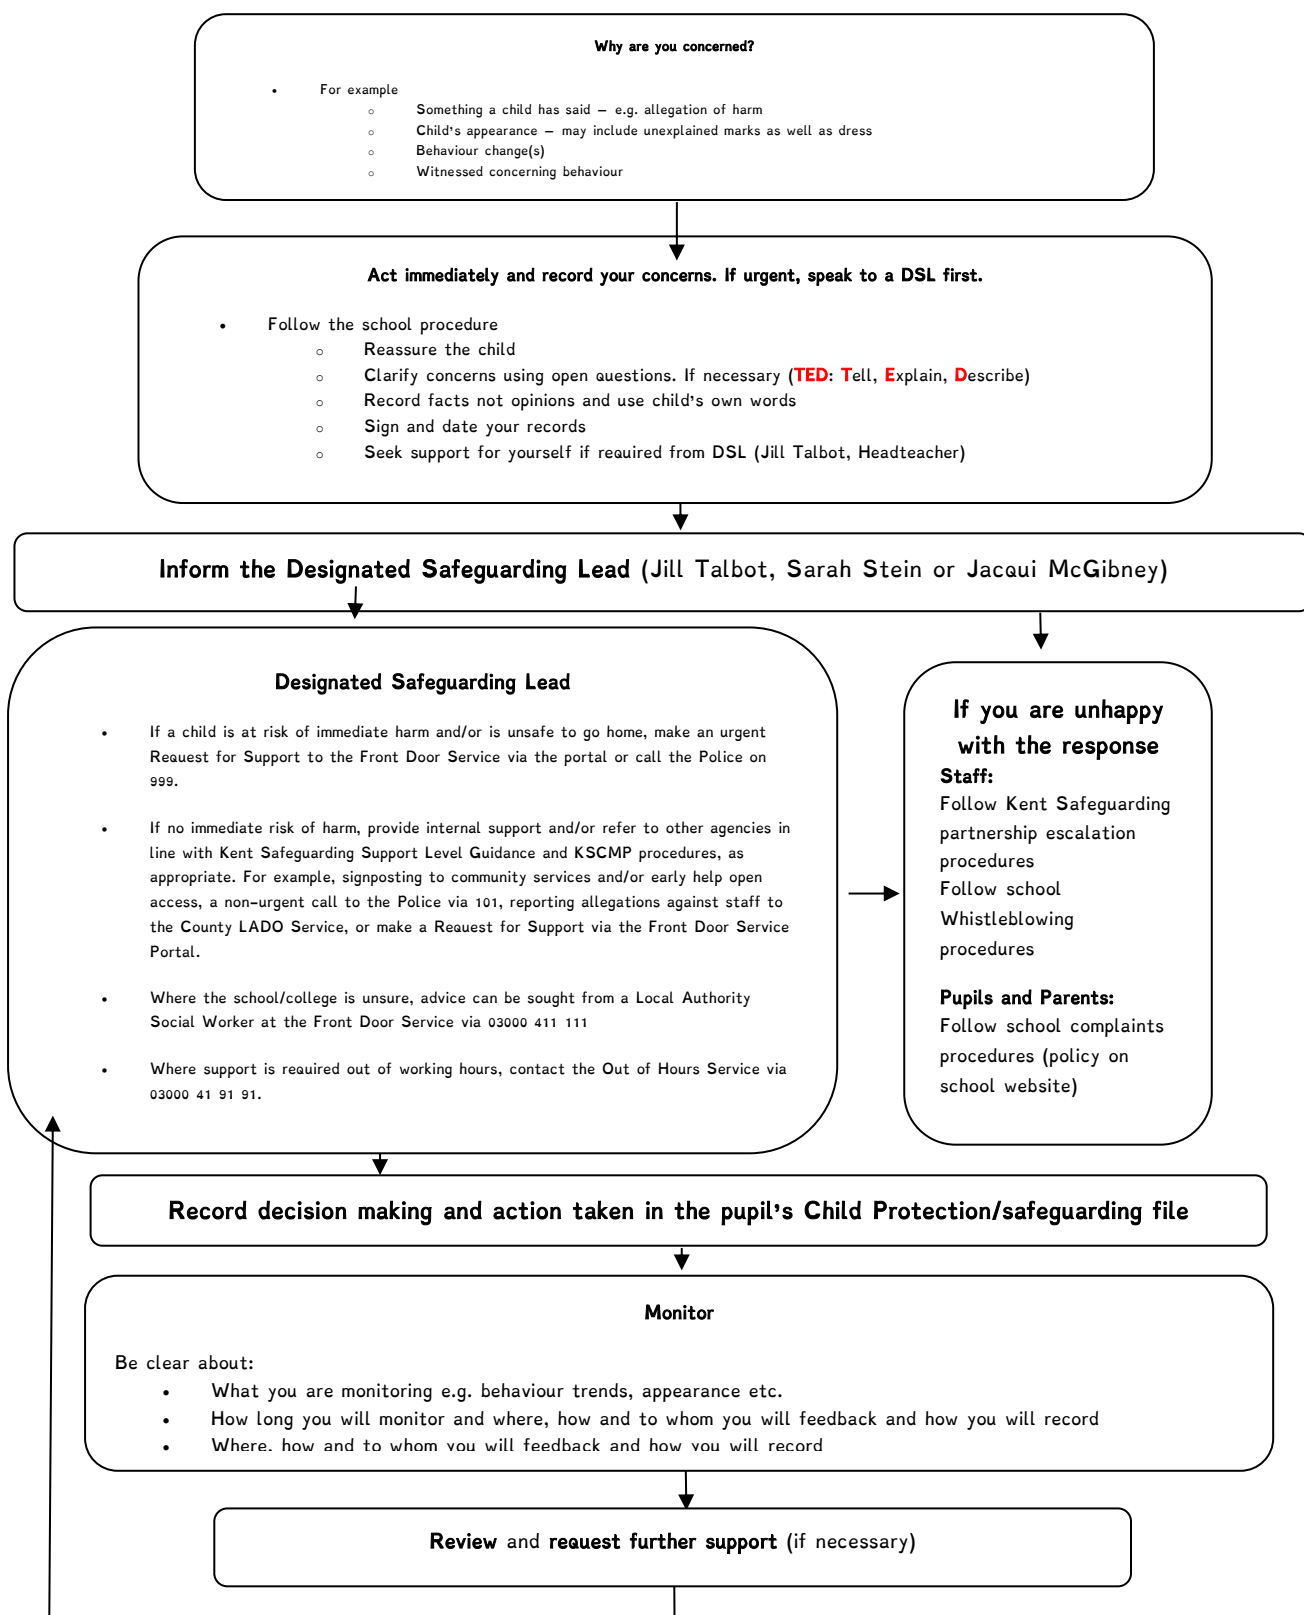 Why are you concerned?
• For example
○ Something a child has said – e.g. allegation of harm
○ Child's appearance – may include unexplained marks as well as dress
○ Behaviour change(s)
○ Witnessed concerning behaviour
Act immediately and record your concerns. If urgent, speak to a DSL first.
• Follow the school procedure
○ Reassure the child
○ Clarify concerns using open questions. If necessary (TED: Tell, Explain, Describe)
○ Record facts not opinions and use child's own words
○ Sign and date your records
○ Seek support for yourself if required from DSL (Jill Talbot, Headteacher)
Inform the Designated Safeguarding Lead (Jill Talbot, Sarah Stein or Jacqui McGibney)
Designated Safeguarding Lead
• If a child is at risk of immediate harm and/or is unsafe to go home, make an urgent
Request for Support to the Front Door Service via the portal or call the Police on
999.
• If no immediate risk of harm, provide internal support and/or refer to other agencies in
line with Kent Safeguarding Support Level Guidance and KSCMP procedures, as
appropriate. For example, signposting to community services and/or early help open
access, a non-urgent call to the Police via 101, reporting allegations against staff to
the County LADO Service, or make a Request for Support via the Front Door Service
Portal.
• Where the school/college is unsure, advice can be sought from a Local Authority
Social Worker at the Front Door Service via 03000 411 111
• Where support is required out of working hours, contact the Out of Hours Service via
03000 41 91 91.
If you are unhappy
with the response
Staff:
Follow Kent Safeguarding
partnership escalation
procedures
Follow school
Whistleblowing
procedures
Pupils and Parents:
Follow school complaints
procedures (policy on
school website)
Record decision making and action taken in the pupil's Child Protection/safeguarding file
Monitor
Be clear about:
• What you are monitoring e.g. behaviour trends, appearance etc.
• How long you will monitor and where, how and to whom you will feedback and how you will record
• Where, how and to whom you will feedback and how you will record
Review and request further support (if necessary)